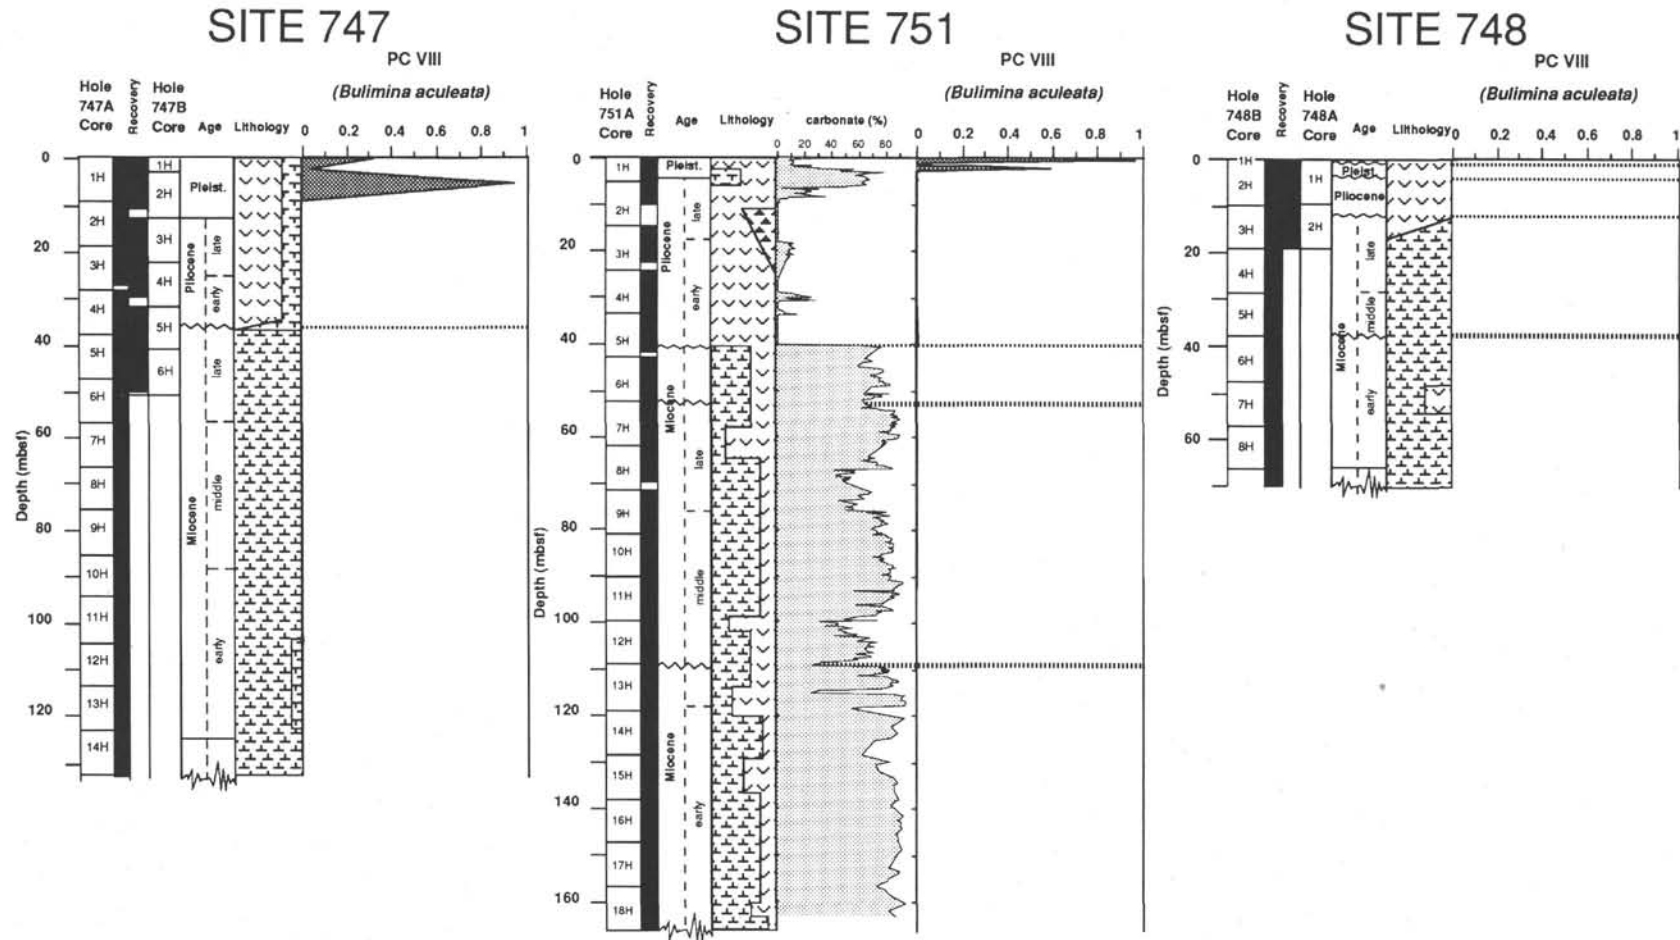 SITE 747
PC VIII
(Bulimina aculeata)
Hole 747A Core
Recovery
Hole 747B Core
Age
Lithology
0 0.2 0.4 0.6 0.8 1
Depth (mbsf)
0
20
40
60
80
100
120
1H
2H
3H
4H
5H
6H
7H
8H
9H
10H
11H
12H
13H
14H
1H
2H
3H
4H
5H
6H
Pleist.
Pliocene
late
early
Miocene
late
middle
early
SITE 751
PC VIII
(Bulimina aculeata)
Hole 751A Core
Recovery
Age
Lithology
carbonate (%)
0 20 40 60 80
0 0.2 0.4 0.6 0.8 1
Depth (mbsf)
0
20
40
60
80
100
120
140
160
1H
2H
3H
4H
5H
6H
7H
8H
9H
10H
11H
12H
13H
14H
15H
16H
17H
18H
Pleist.
Pliocene
late
early
Miocene
late
middle
Miocene
early
SITE 748
PC VIII
(Bulimina aculeata)
Hole 748B Core
Recovery
Hole 748A Core
Age
Lithology
0 0.2 0.4 0.6 0.8 1
Depth (mbsf)
0
20
40
60
1H
2H
3H
4H
5H
6H
7H
8H
1H
2H
Pleist.
Pliocene
Miocene
late
middle
early